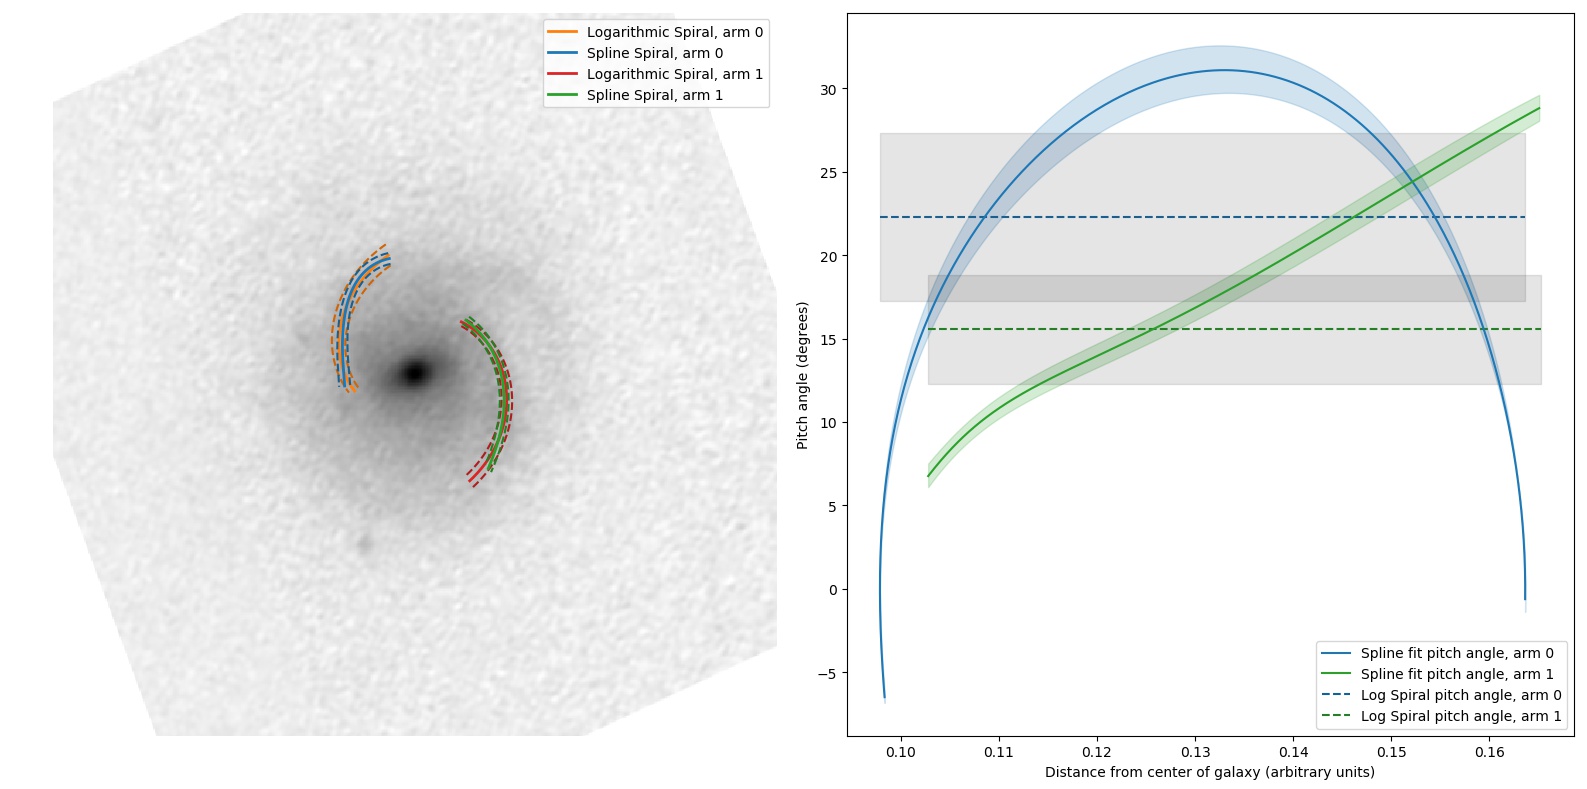 Logarithmic Spiral, arm 0
Spline Spiral, arm 0
Logarithmic Spiral, arm 1
Spline Spiral, arm 1
30
25
20
15
10
5
0
−5
Pitch angle (degrees)
Spline fit pitch angle, arm 0
Spline fit pitch angle, arm 1
Log Spiral pitch angle, arm 0
Log Spiral pitch angle, arm 1
0.10 0.11 0.12 0.13 0.14 0.15 0.16
Distance from center of galaxy (arbitrary units)